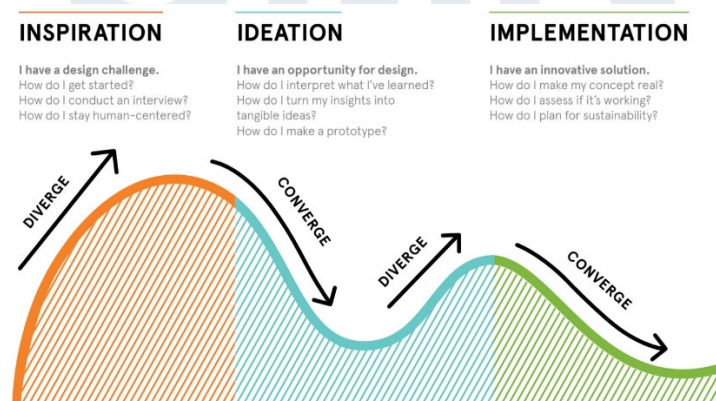 INSPIRATION
I have a design challenge.
How do I get started?
How do I conduct an interview?
How do I stay human-centered?
IDEATION
I have an opportunity for design.
How do I interpret what I've learned?
How do I turn my insights into
tangible ideas?
How do I make a prototype?
IMPLEMENTATION
I have an innovative solution.
How do I make my concept real?
How do I assess if it's working?
How do I plan for sustainability?
DIVERGE
CONVERGE
DIVERGE
CONVERGE